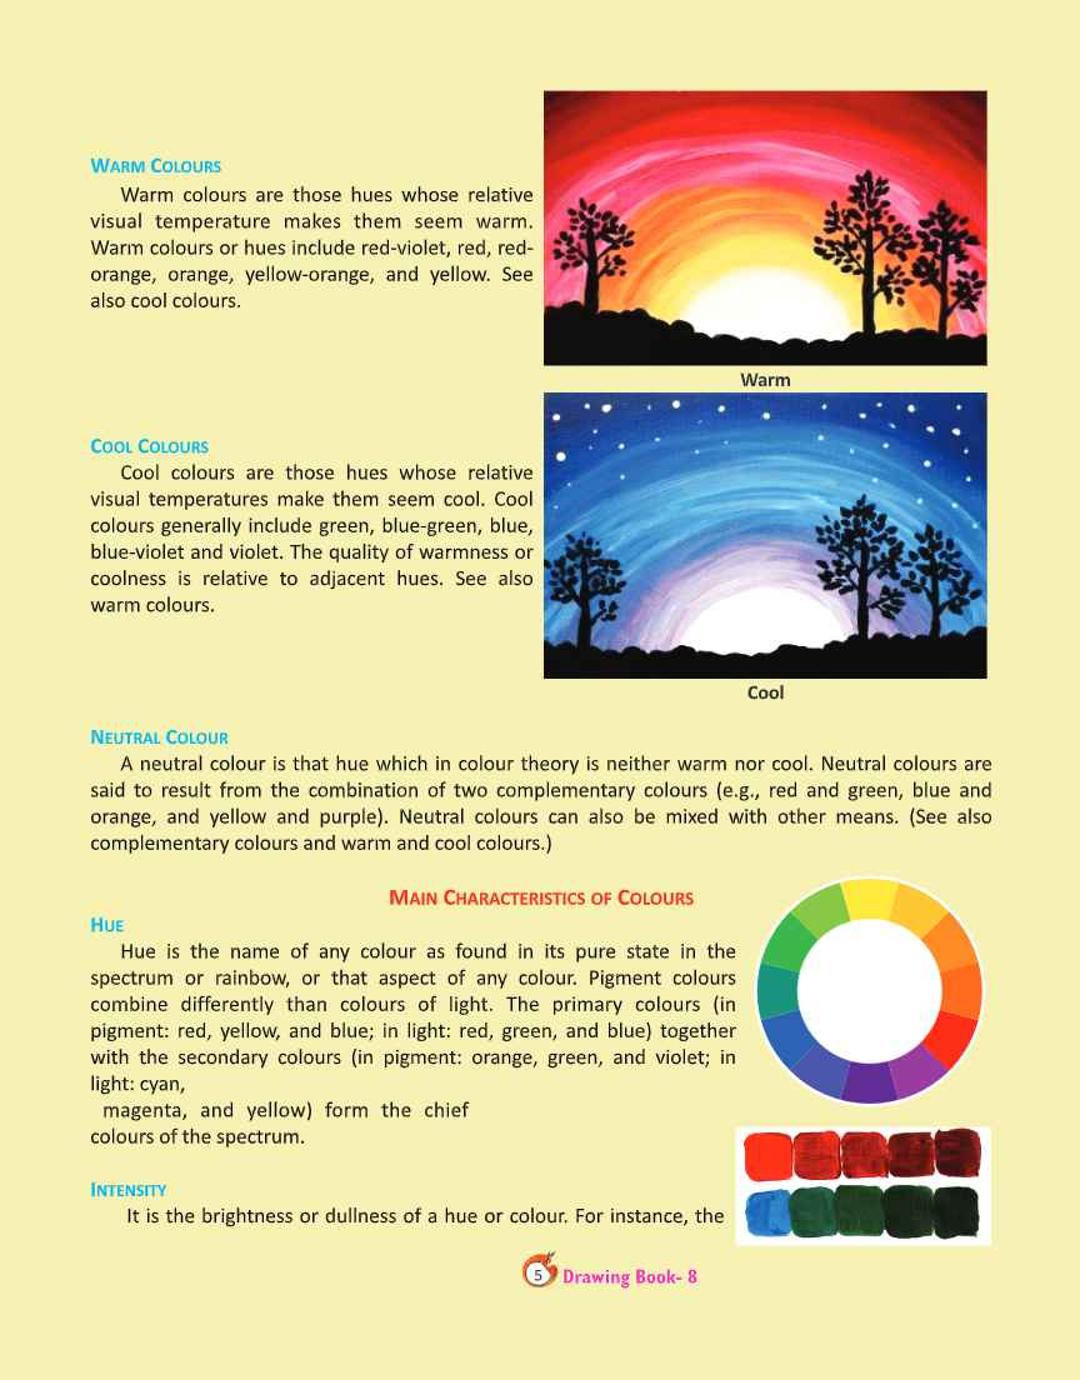 WARM COLOURS
Warm colours are those hues whose relative
visual temperature makes them seem warm.
Warm colours or hues include red-violet, red, red-
orange, orange, yellow-orange, and yellow. See
also cool colours.
Warm
COOL COLOURS
Cool colours are those hues whose relative
visual temperatures make them seem cool. Cool
colours generally include green, blue-green, blue,
blue-violet and violet. The quality of warmness or
coolness is relative to adjacent hues. See also
warm colours.
Cool
NEUTRAL COLOUR
A neutral colour is that hue which in colour theory is neither warm nor cool. Neutral colours are
said to result from the combination of two complementary colours (e.g., red and green, blue and
orange, and yellow and purple). Neutral colours can also be mixed with other means. (See also
complementary colours and warm and cool colours.)
MAIN CHARACTERISTICS OF COLOURS
HUE
Hue is the name of any colour as found in its pure state in the
spectrum or rainbow, or that aspect of any colour. Pigment colours
combine differently than colours of light. The primary colours (in
pigment: red, yellow, and blue; in light: red, green, and blue) together
with the secondary colours (in pigment: orange, green, and violet; in
light: cyan,
magenta, and yellow) form the chief
colours of the spectrum.
INTENSITY
It is the brightness or dullness of a hue or colour. For instance, the
5 Drawing Book- 8